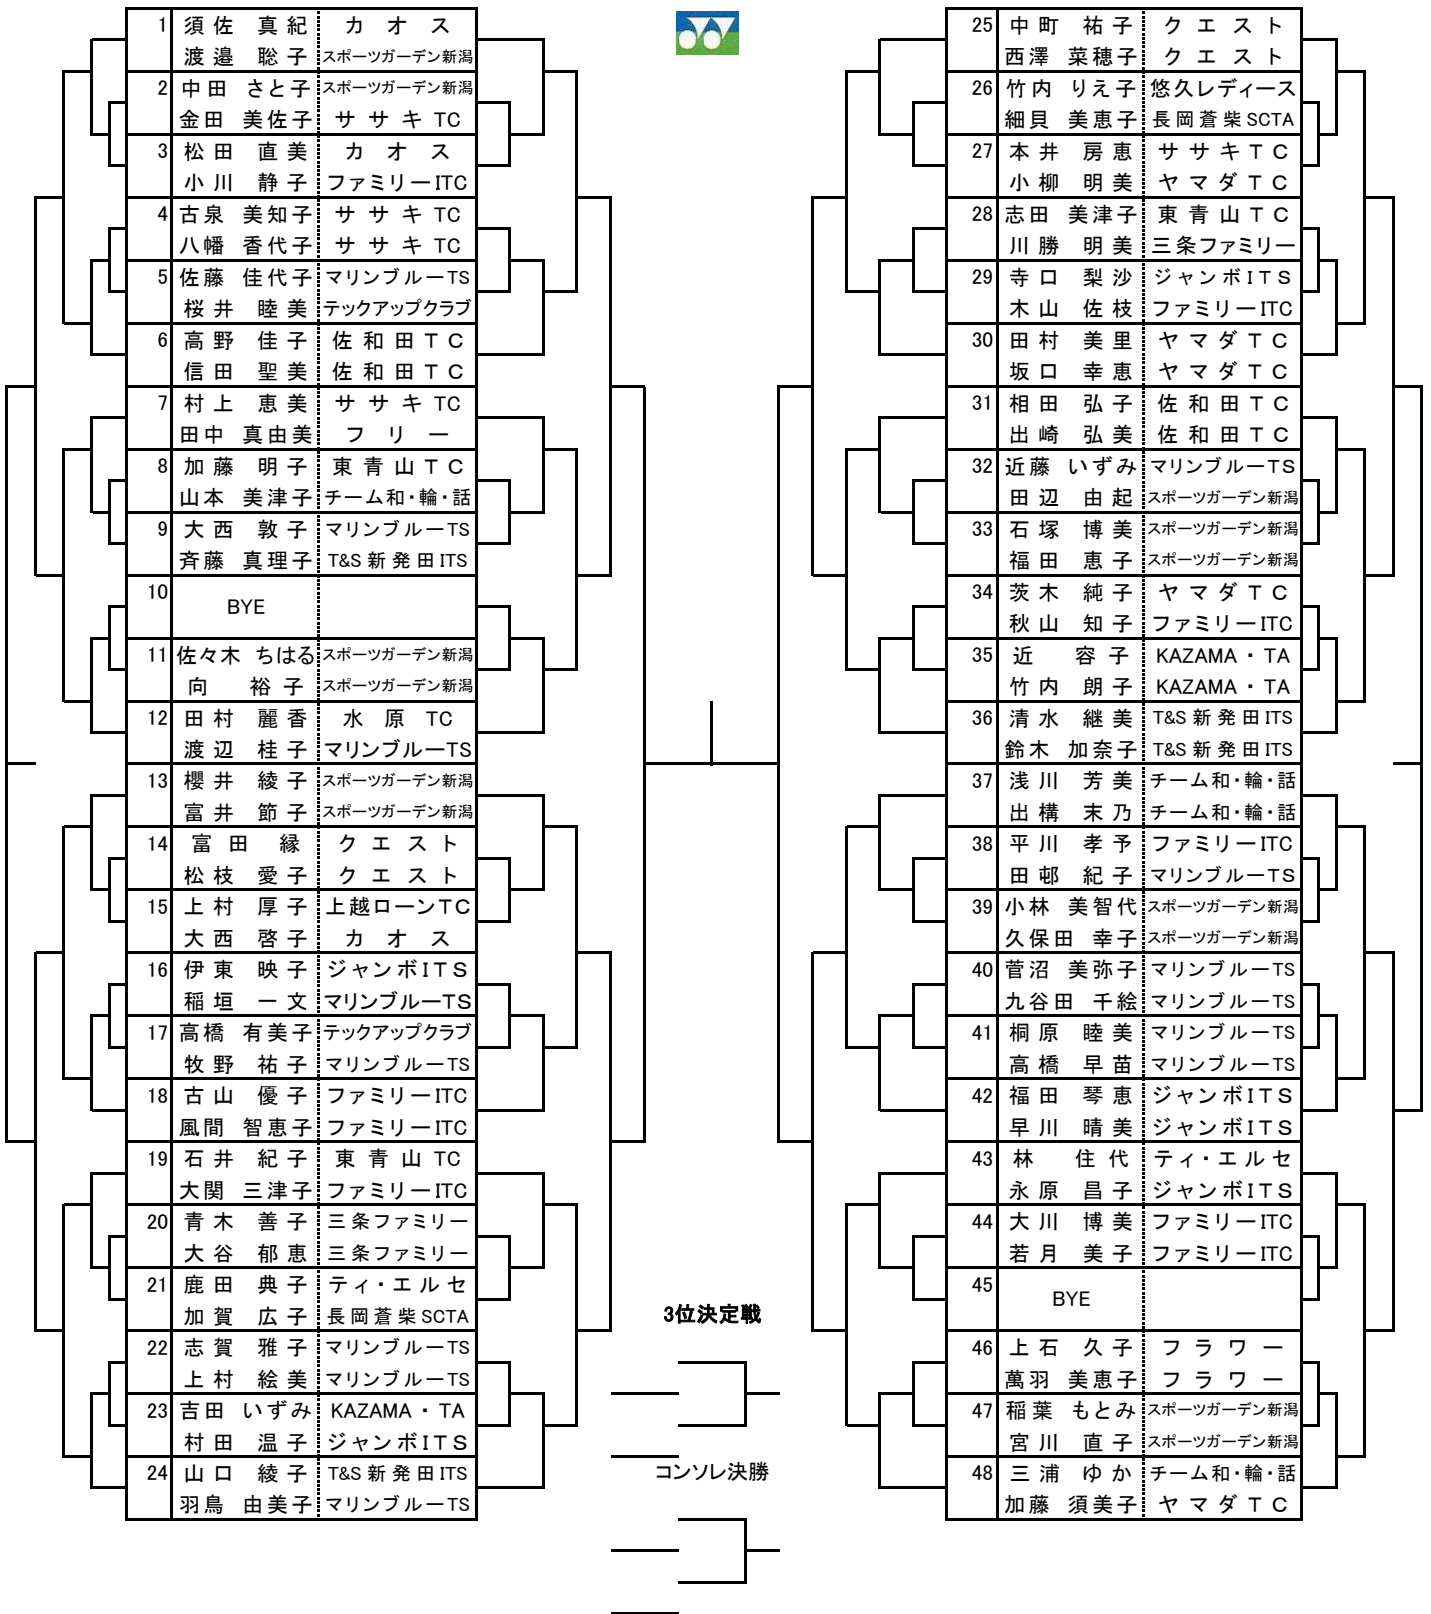 1 須佐 真紀 カオス
渡邉 聡子 スポーツガーデン新潟
2 中田 さと子 スポーツガーデン新潟
金田 美佐子 ササキTC
3 松田 直美 カオス
小川 静子 ファミリーITC
4 古泉 美知子 ササキTC
八幡 香代子 ササキTC
5 佐藤 佳代子 マリンブルーTS
桜井 睦美 テックアップクラブ
6 高野 佳子 佐和田TC
信田 聖美 佐和田TC
7 村上 恵美 ササキTC
田中 真由美 フリー
8 加藤 明子 東青山TC
山本 美津子 チーム和・輪・話
9 大西 敦子 マリンブルーTS
斉藤 真理子 T&S新発田ITS
10 BYE
11 佐々木 ちはる スポーツガーデン新潟
向 裕子 スポーツガーデン新潟
12 田村 麗香 水原TC
渡辺 桂子 マリンブルーTS
13 櫻井 綾子 スポーツガーデン新潟
富井 節子 スポーツガーデン新潟
14 富田 縁 クエスト
松枝 愛子 クエスト
15 上村 厚子 上越ローンTC
大西 啓子 カオス
16 伊東 映子 ジャンボITS
稲垣 一文 マリンブルーTS
17 高橋 有美子 テックアップクラブ
牧野 祐子 マリンブルーTS
18 古山 優子 ファミリーITC
風間 智恵子 ファミリーITC
19 石井 紀子 東青山TC
大関 三津子 ファミリーITC
20 青木 善子 三条ファミリー
大谷 郁恵 三条ファミリー
21 鹿田 典子 ティ・エルセ
加賀 広子 長岡蒼柴SCTA
22 志賀 雅子 マリンブルーTS
上村 絵美 マリンブルーTS
23 吉田 いずみ KAZAMA・TA
村田 温子 ジャンボITS
24 山口 綾子 T&S新発田ITS
羽鳥 由美子 マリンブルーTS
3位決定戦
コンソレ決勝
25 中町 祐子 クエスト
西澤 菜穂子 クエスト
26 竹内 りえ子 悠久レディース
細貝 美恵子 長岡蒼柴SCTA
27 本井 房恵 ササキTC
小柳 明美 ヤマダTC
28 志田 美津子 東青山TC
川勝 明美 三条ファミリー
29 寺口 梨沙 ジャンボITS
木山 佐枝 ファミリーITC
30 田村 美里 ヤマダTC
坂口 幸恵 ヤマダTC
31 相田 弘子 佐和田TC
出崎 弘美 佐和田TC
32 近藤 いずみ マリンブルーTS
田辺 由起 スポーツガーデン新潟
33 石塚 博美 スポーツガーデン新潟
福田 恵子 スポーツガーデン新潟
34 茨木 純子 ヤマダTC
秋山 知子 ファミリーITC
35 近 容子 KAZAMA・TA
竹内 朗子 KAZAMA・TA
36 清水 継美 T&S新発田ITS
鈴木 加奈子 T&S新発田ITS
37 浅川 芳美 チーム和・輪・話
出構 末乃 チーム和・輪・話
38 平川 孝予 ファミリーITC
田邨 紀子 マリンブルーTS
39 小林 美智代 スポーツガーデン新潟
久保田 幸子 スポーツガーデン新潟
40 菅沼 美弥子 マリンブルーTS
九谷田 千絵 マリンブルーTS
41 桐原 睦美 マリンブルーTS
高橋 早苗 マリンブルーTS
42 福田 琴恵 ジャンボITS
早川 晴美 ジャンボITS
43 林 住代 ティ・エルセ
永原 昌子 ジャンボITS
44 大川 博美 ファミリーITC
若月 美子 ファミリーITC
45 BYE
46 上石 久子 フラワー
萬羽 美恵子 フラワー
47 稲葉 もとみ スポーツガーデン新潟
宮川 直子 スポーツガーデン新潟
48 三浦 ゆか チーム和・輪・話
加藤 須美子 ヤマダTC